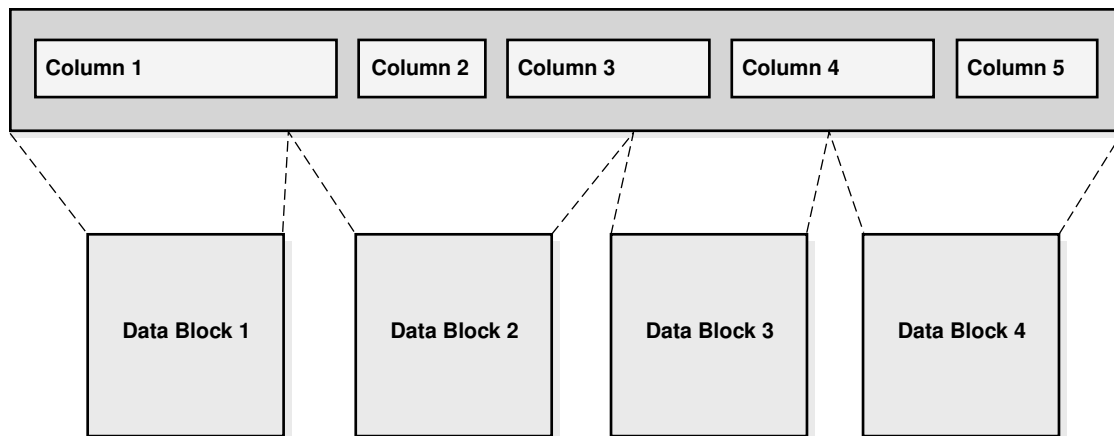 Column 1
Column 2
Column 3
Column 4
Column 5
Data Block 1
Data Block 2
Data Block 3
Data Block 4